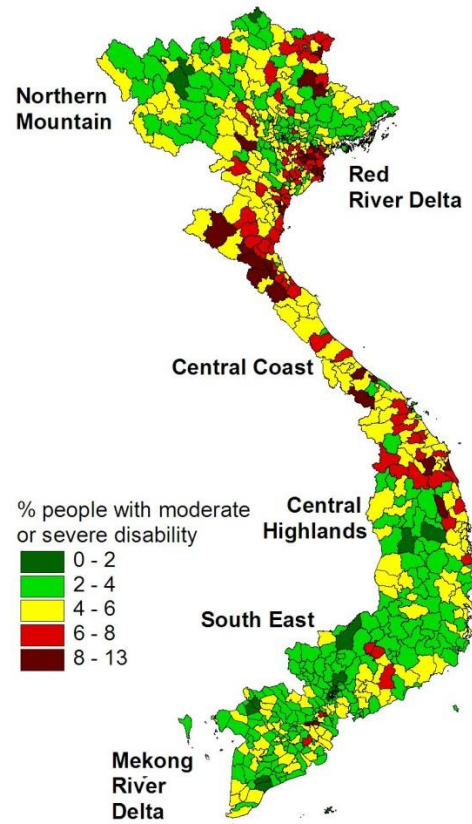 Northern
Mountain
Red
River Delta
Central Coast
% people with moderate
or severe disability
0 - 2
2 - 4
4 - 6
6 - 8
8 - 13
Central
Highlands
South East
Mekong
River
Delta